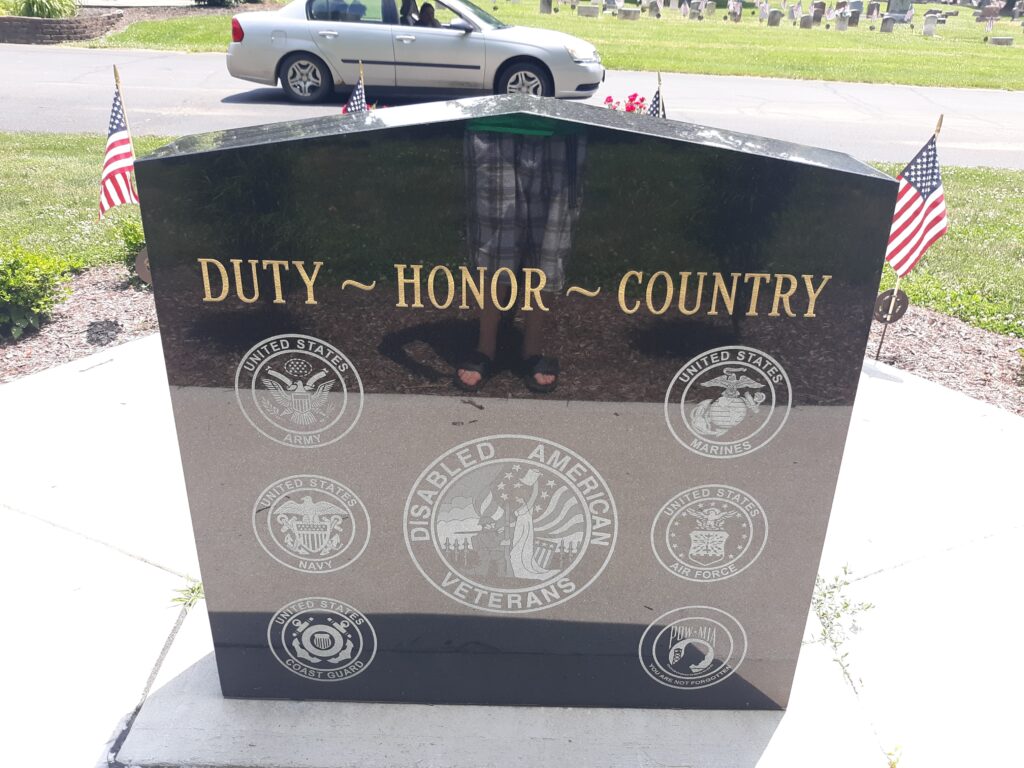 DUTY ~ HONOR ~ COUNTRY
UNITED STATES
ARMY
UNITED STATES
MARINES
DISABLED AMERICAN
VETERANS
UNITED STATES
NAVY
UNITED STATES
AIR FORCE
UNITED STATES
COAST GUARD
POW★MIA
YOU ARE NOT FORGOTTEN